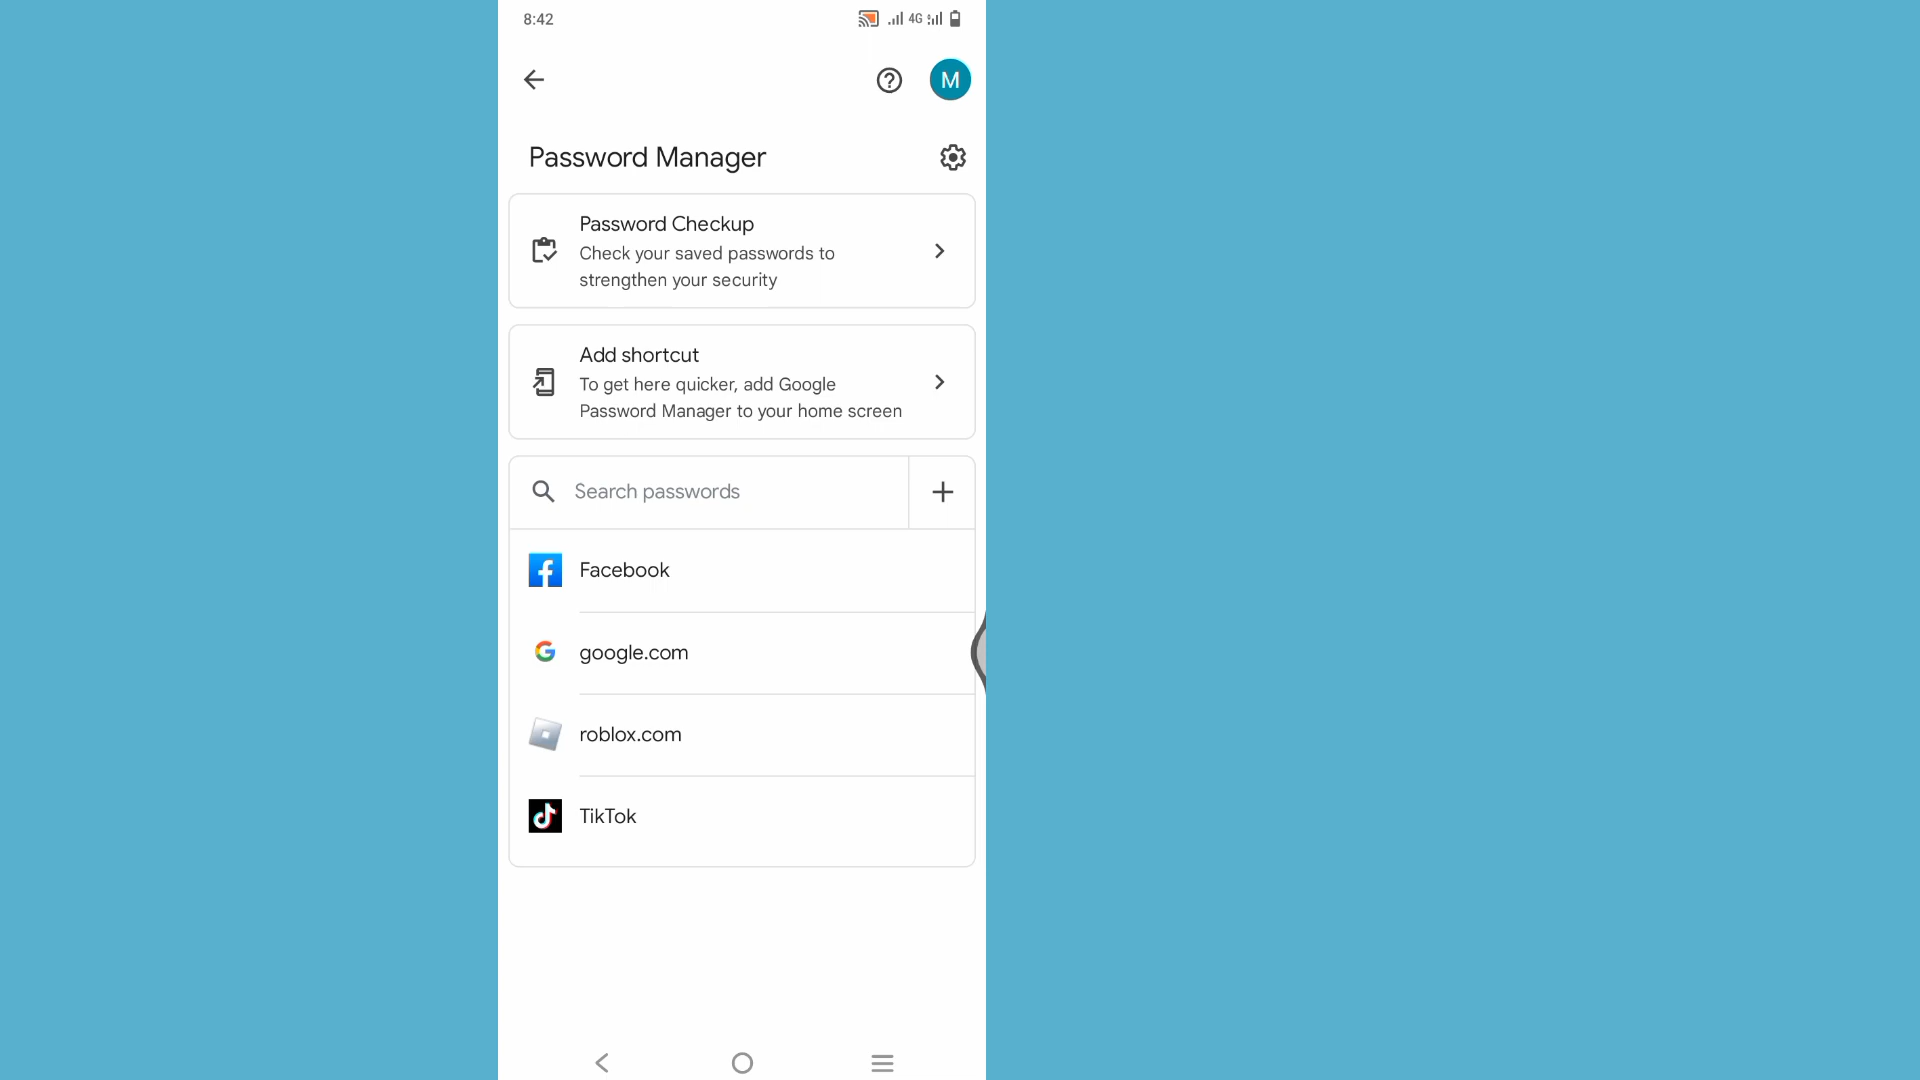 8:42
4G
M
Password Manager
Password Checkup
Check your saved passwords to
strengthen your security
Add shortcut
To get here quicker, add Google
Password Manager to your home screen
Search passwords
Facebook
google.com
roblox.com
TikTok